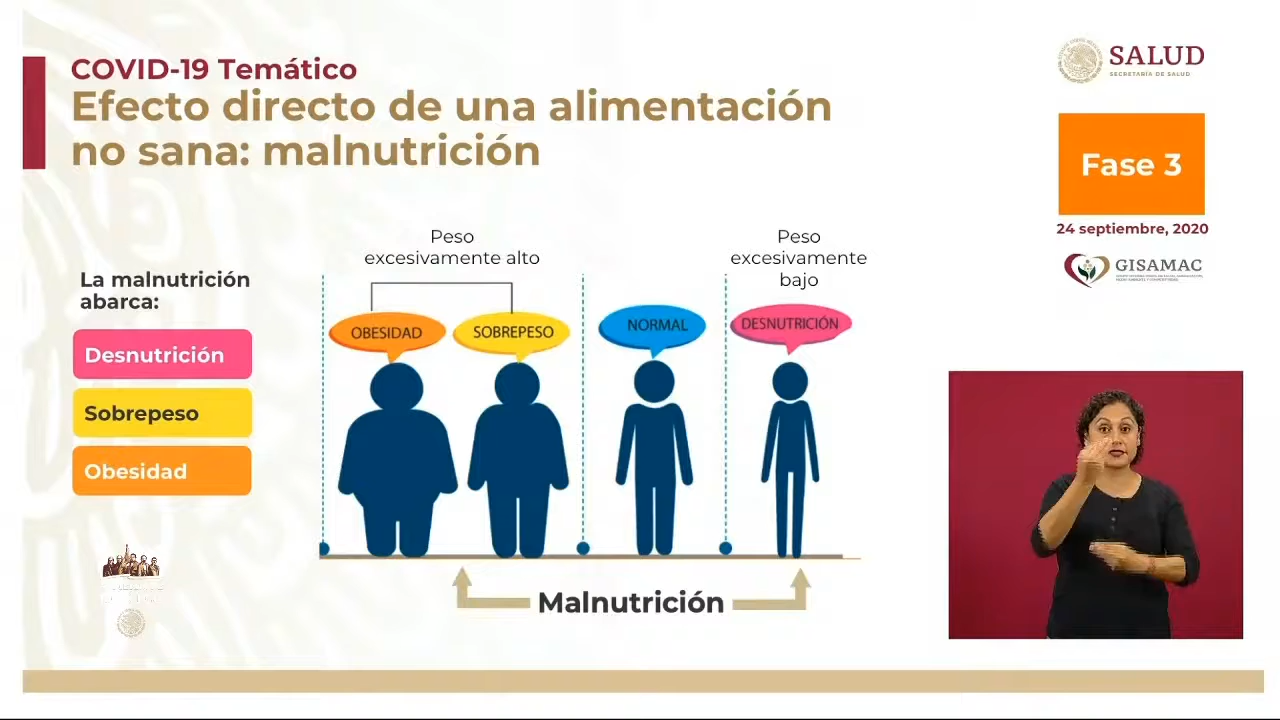 COVID-19 Temático
Efecto directo de una alimentación
no sana: malnutrición
SALUD
SECRETARÍA DE SALUD
Fase 3
24 septiembre, 2020
GISAMAC
La malnutrición
abarca:
Desnutrición
Sobrepeso
Obesidad
Peso
excesivamente alto
Peso
excesivamente
bajo
OBESIDAD
SOBREPESO
NORMAL
DESNUTRICIÓN
Malnutrición